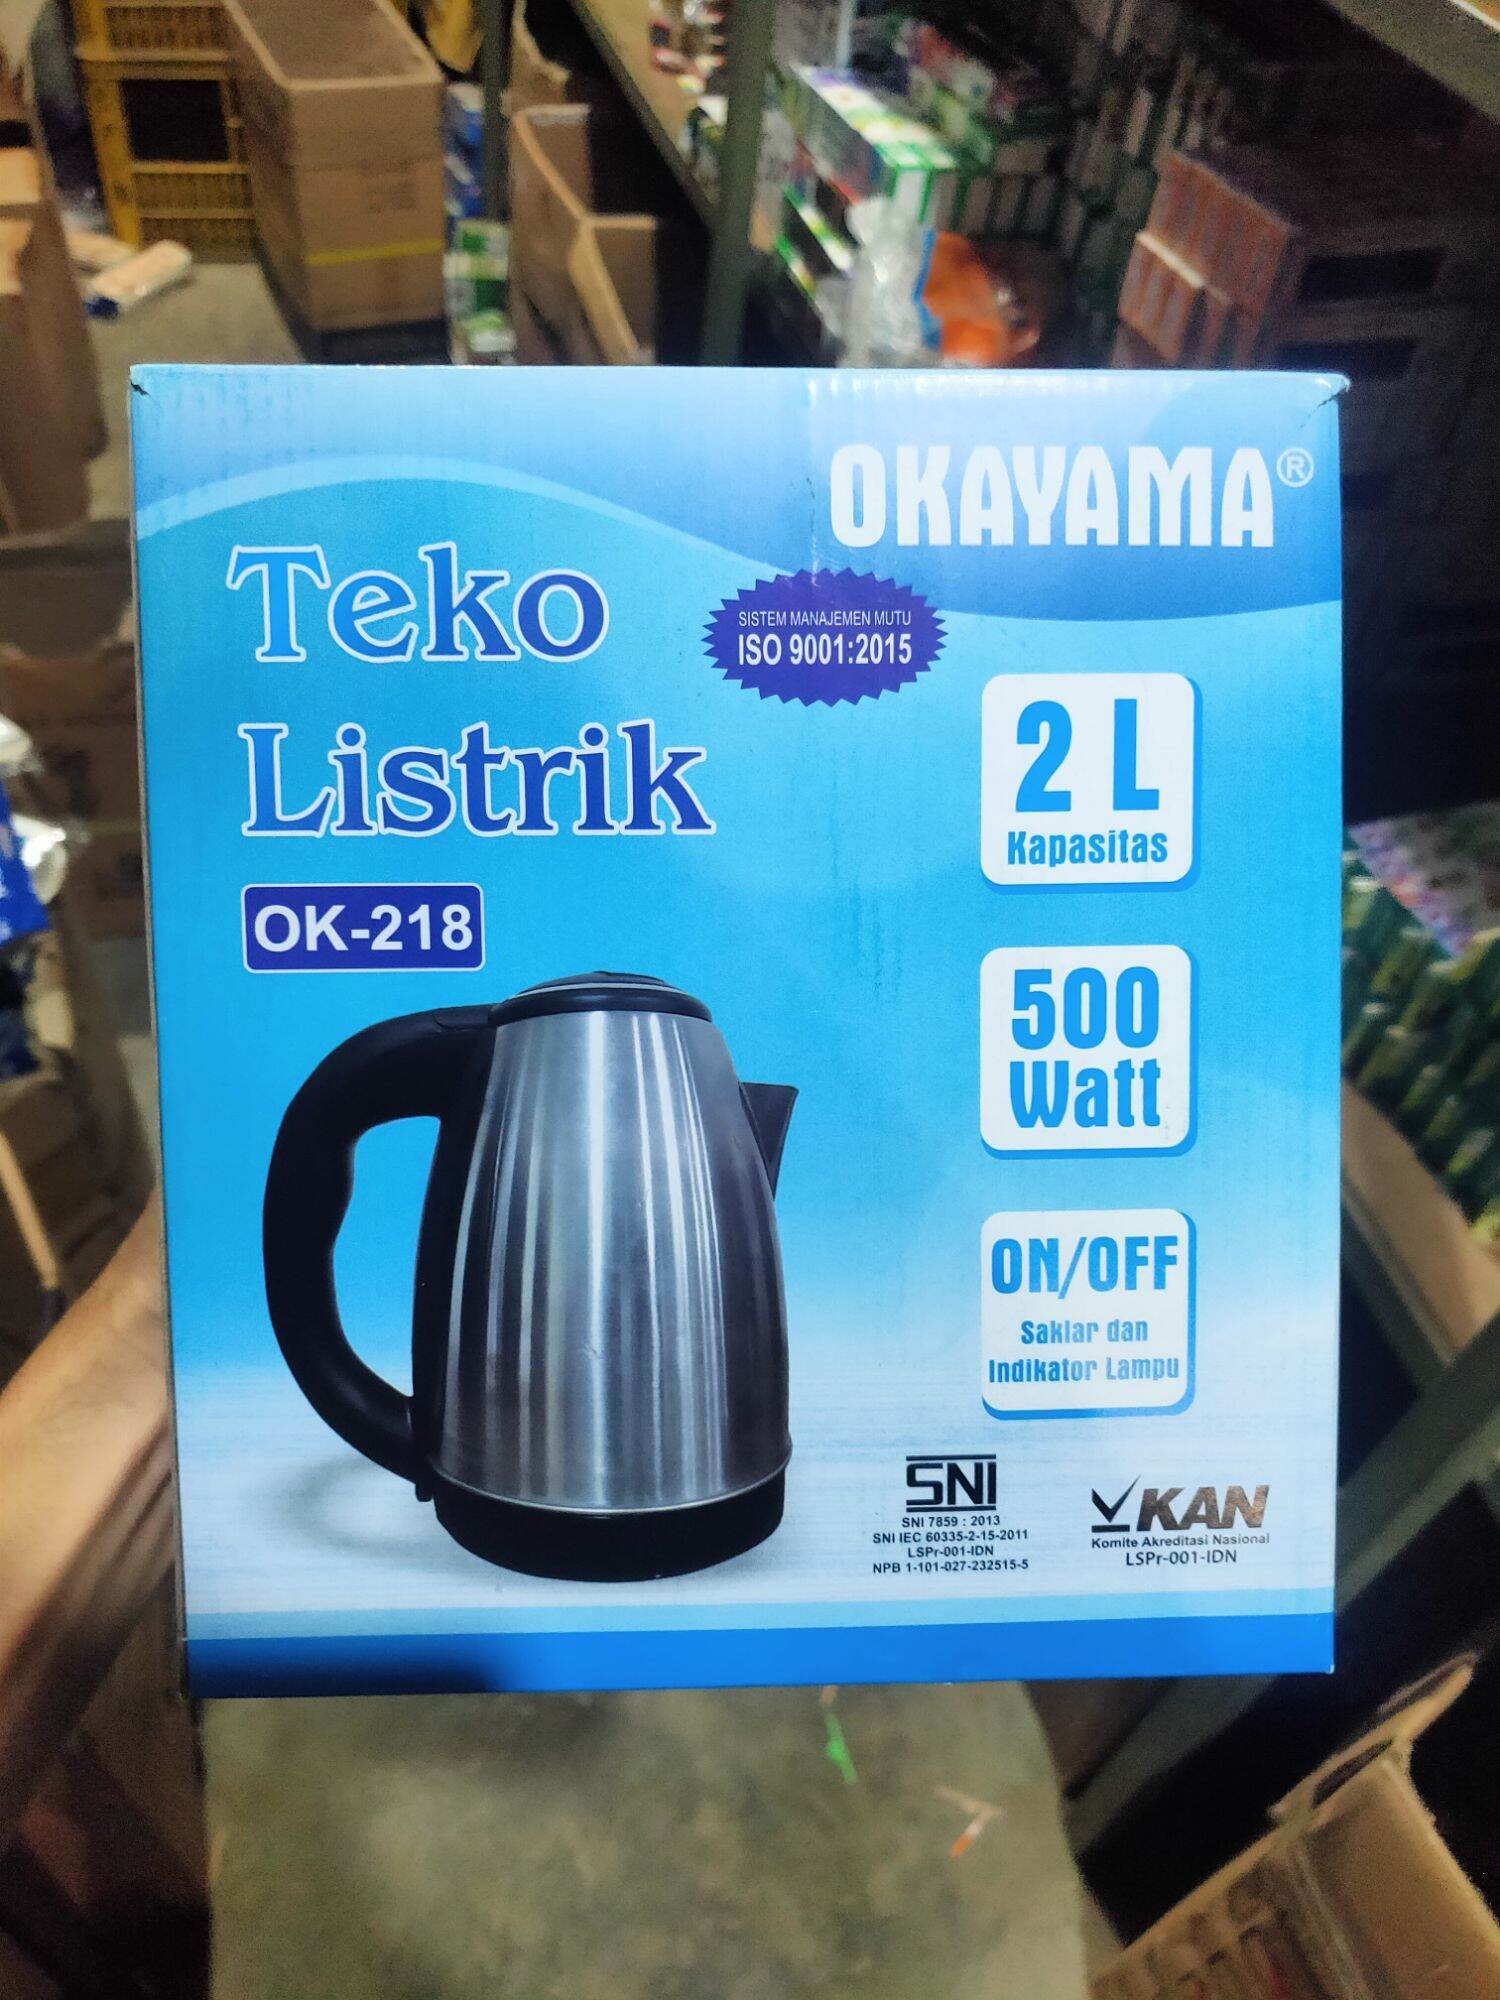 OKAYAMA®
Teko
Listrik
SISTEM MANAJEMEN MUTU
ISO 9001:2015
OK-218
2 L
Kapasitas
500
Watt
ON/OFF
Saklar dan
Indikator Lampu
SNI
SNI 7859 : 2013
SNI IEC 60335-2-15-2011
LSPr-001-IDN
NPB 1-101-027-232515-5
KAN
Komite Akreditasi Nasional
LSPr-001-IDN